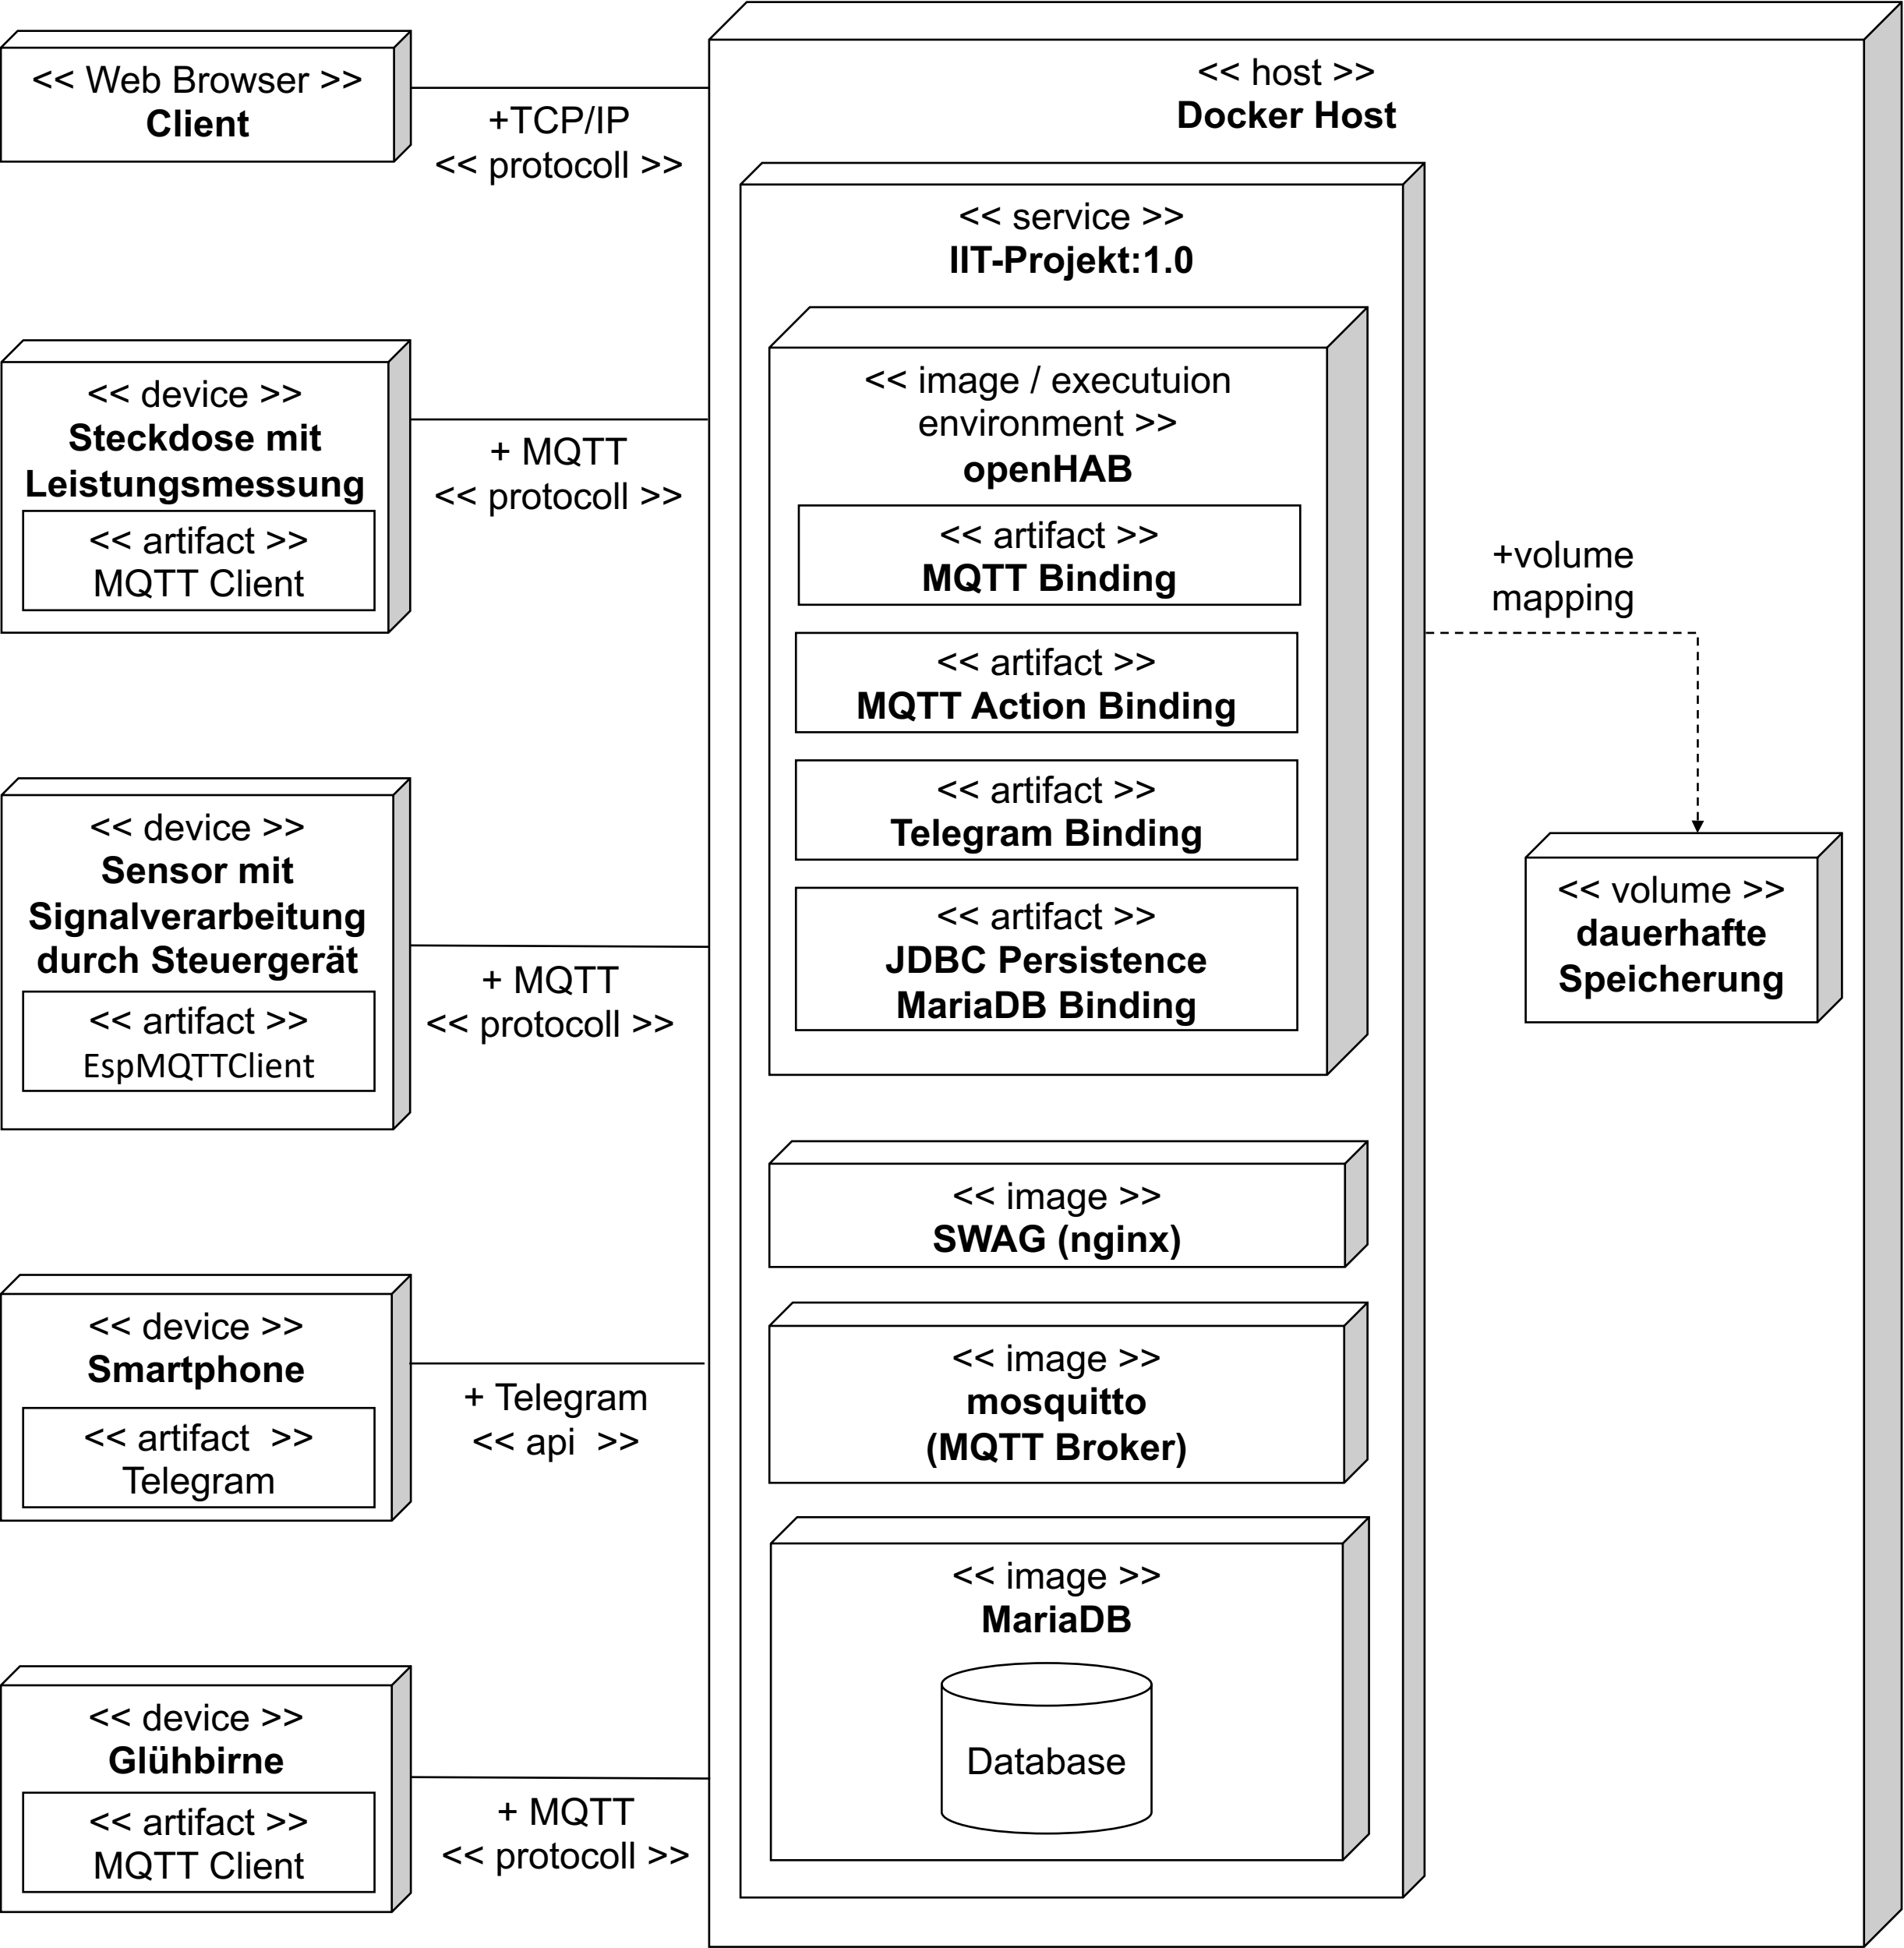 << Web Browser >>
Client
+TCP/IP
<< protocoll >>
<< device >>
Steckdose mit
Leistungsmessung
<< artifact >>
MQTT Client
+ MQTT
<< protocoll >>
<< device >>
Sensor mit
Signalverarbeitung
durch Steuergerät
<< artifact >>
EspMQTTClient
+ MQTT
<< protocoll >>
<< device >>
Smartphone
<< artifact >>
Telegram
+ Telegram
<< api >>
<< device >>
Glühbirne
<< artifact >>
MQTT Client
+ MQTT
<< protocoll >>
<< host >>
Docker Host
<< service >>
IIT-Projekt:1.0
<< image / executuion
environment >>
openHAB
<< artifact >>
MQTT Binding
<< artifact >>
MQTT Action Binding
<< artifact >>
Telegram Binding
<< artifact >>
JDBC Persistence
MariaDB Binding
<< image >>
SWAG (nginx)
<< image >>
mosquitto
(MQTT Broker)
<< image >>
MariaDB
Database
+volume
mapping
<< volume >>
dauerhafte
Speicherung